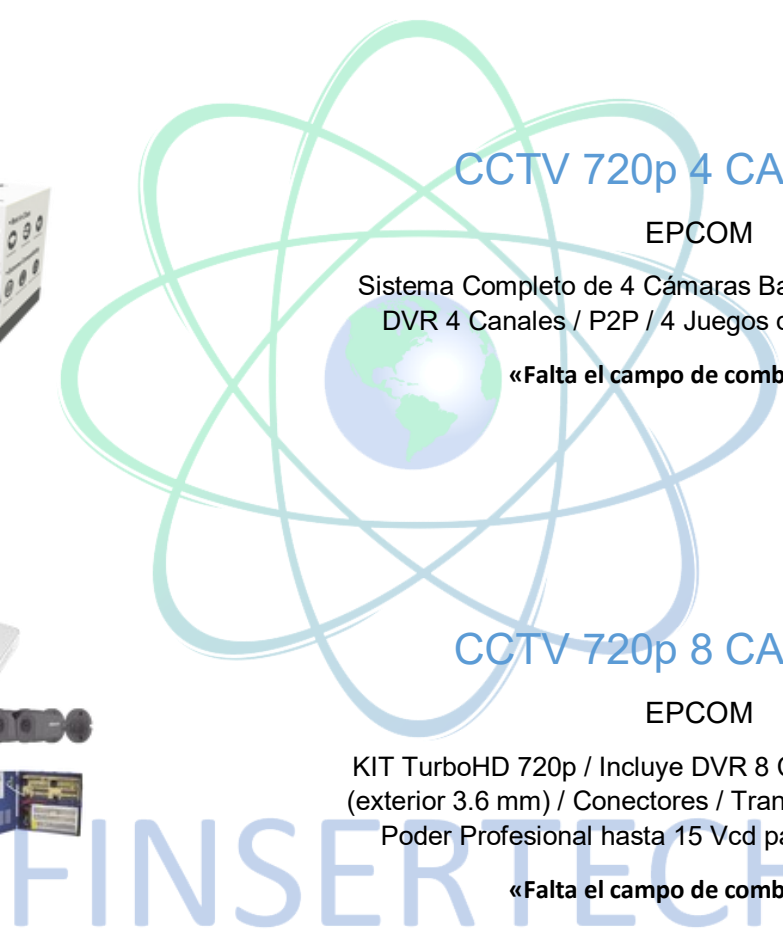 CCTV 720p 4 CA
EPCOM
Sistema Completo de 4 Cámaras Ba
DVR 4 Canales / P2P / 4 Juegos
«Falta el campo de comb
CCTV 720p 8 CA
EPCOM
KIT TurboHD 720p / Incluye DVR 8
(exterior 3.6 mm) / Conectores / Tran
Poder Profesional hasta 15 Vcd pa
«Falta el campo de comb
FINSERTECH